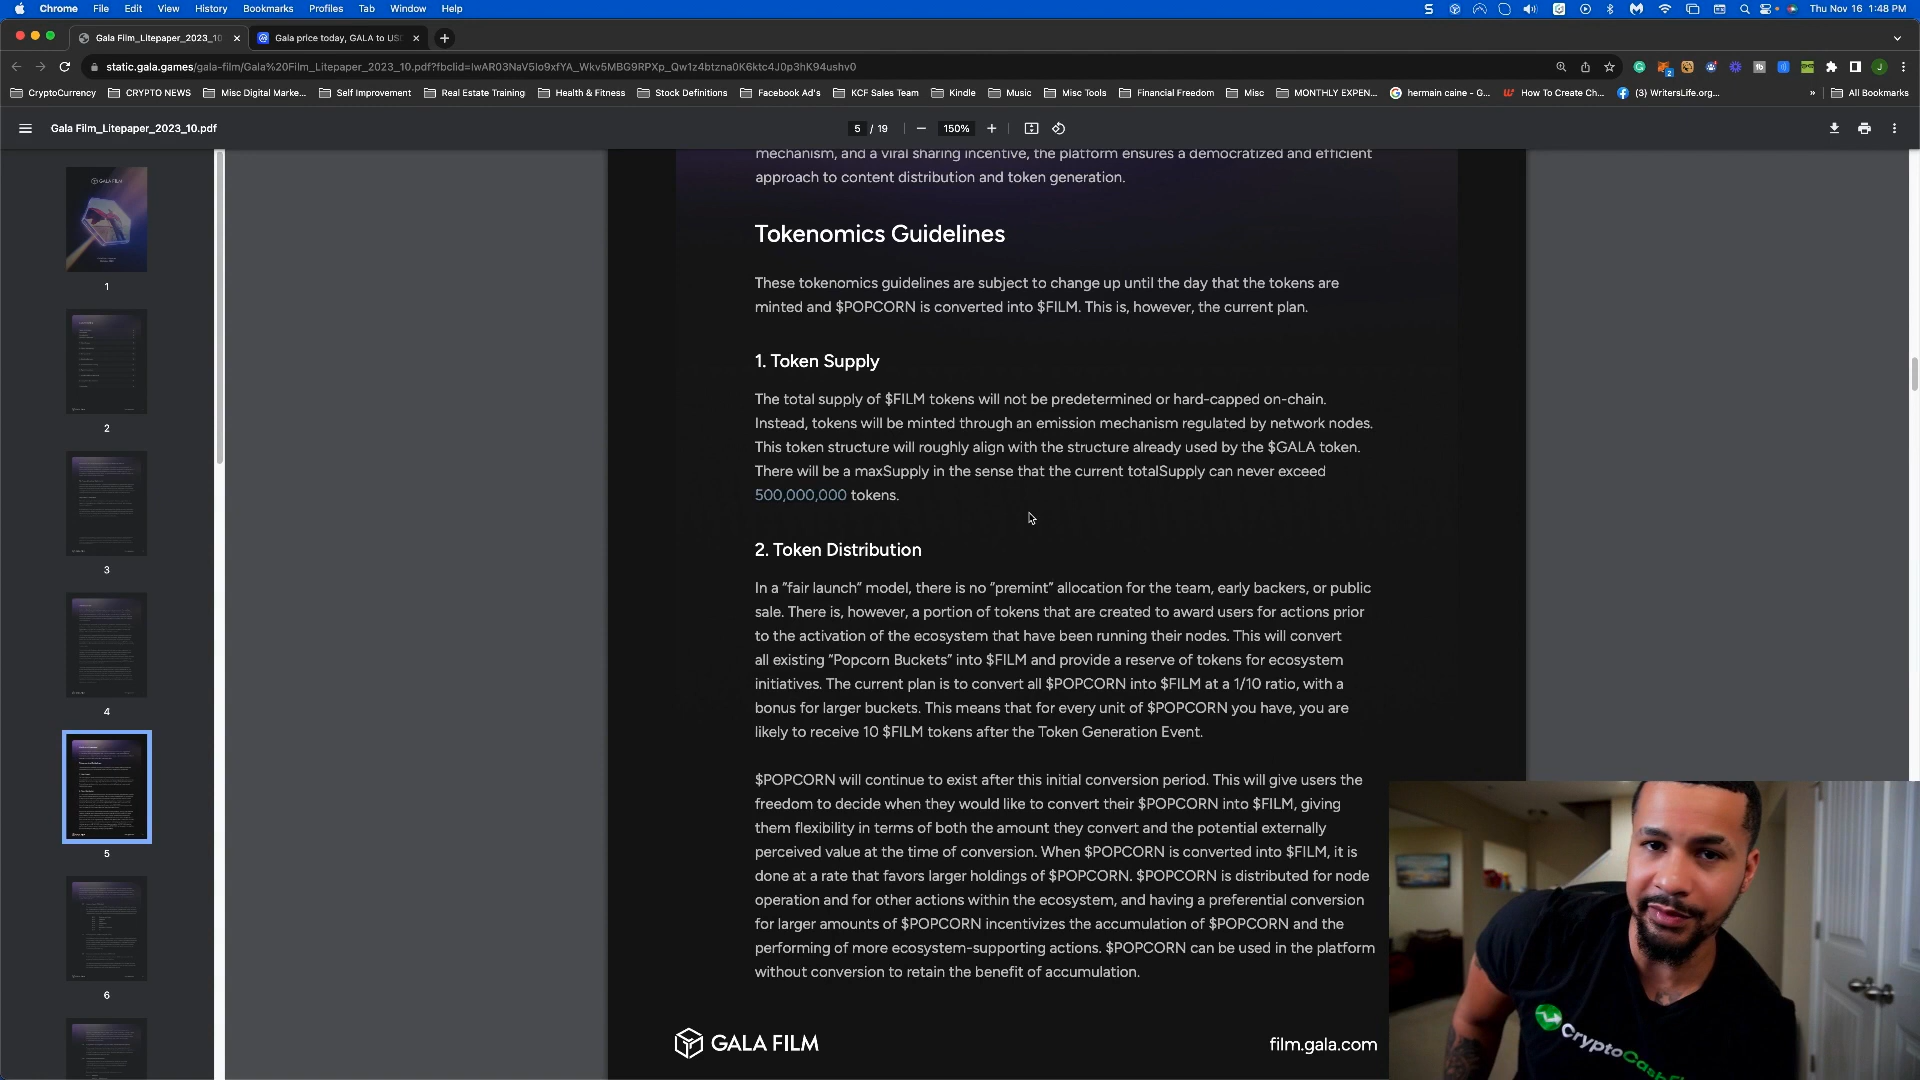 Chrome File Edit View History Bookmarks Profiles Tab Window Help Thu Nov 16 1:48 PM
Gala Film_Litepaper_2023_10 Gala price today, GALA to US
static.gala.games/gala-film/Gala%20Film_Litepaper_2023_10.pdf?fbclid=IwAR03NaV5Io9xfYA_Wkv5MBG9RPXp_Qw1z4btzna0K6ktc4J0p3hK94ushv0
CryptoCurrency CRYPTO NEWS Misc Digital Marke... Self Improvement Real Estate Training Health & Fitness Stock Definitions Facebook Ad's KCF Sales Team Kindle Music Misc Tools Financial Freedom Misc MONTHLY EXPEN... hermain caine - G... How To Create Ch... (3) WritersLife.org... » All Bookmarks
Gala Film_Litepaper_2023_10.pdf 5 / 19 150%
mechanism, and a viral sharing incentive, the platform ensures a democratized and efficient
approach to content distribution and token generation.
Tokenomics Guidelines
These tokenomics guidelines are subject to change up until the day that the tokens are
minted and $POPCORN is converted into $FILM. This is, however, the current plan.
1. Token Supply
The total supply of $FILM tokens will not be predetermined or hard-capped on-chain.
Instead, tokens will be minted through an emission mechanism regulated by network nodes.
This token structure will roughly align with the structure already used by the $GALA token.
There will be a maxSupply in the sense that the current totalSupply can never exceed
500,000,000 tokens.
2. Token Distribution
In a "fair launch" model, there is no "premint" allocation for the team, early backers, or public
sale. There is, however, a portion of tokens that are created to award users for actions prior
to the activation of the ecosystem that have been running their nodes. This will convert
all existing "Popcorn Buckets" into $FILM and provide a reserve of tokens for ecosystem
initiatives. The current plan is to convert all $POPCORN into $FILM at a 1/10 ratio, with a
bonus for larger buckets. This means that for every unit of $POPCORN you have, you are
likely to receive 10 $FILM tokens after the Token Generation Event.
$POPCORN will continue to exist after this initial conversion period. This will give users the
freedom to decide when they would like to convert their $POPCORN into $FILM, giving
them flexibility in terms of both the amount they convert and the potential externally
perceived value at the time of conversion. When $POPCORN is converted into $FILM, it is
done at a rate that favors larger holdings of $POPCORN. $POPCORN is distributed for node
operation and for other actions within the ecosystem, and having a preferential conversion
for larger amounts of $POPCORN incentivizes the accumulation of $POPCORN and the
performing of more ecosystem-supporting actions. $POPCORN can be used in the platform
without conversion to retain the benefit of accumulation.
GALA FILM film.gala.com
GALA FILM
1
2
3
4
5
6